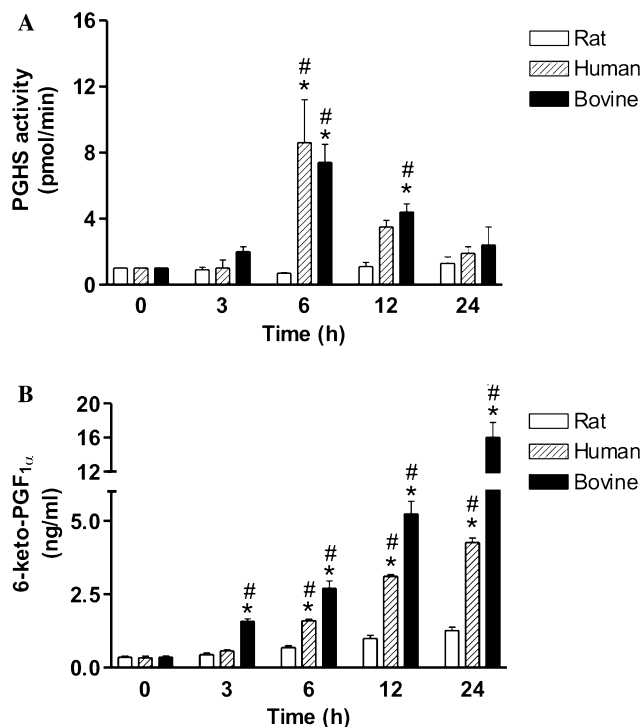 A
PGHS activity
(pmol/min)
16
12
8
4
0
# * # * # *
0 3 6 12 24
Time (h)
Rat
Human
Bovine
B
6-keto-PGF1α
(ng/ml)
20
16
12
5.0
2.5
0.0
# * # * # * # * # * # * # *
0 3 6 12 24
Time (h)
Rat
Human
Bovine